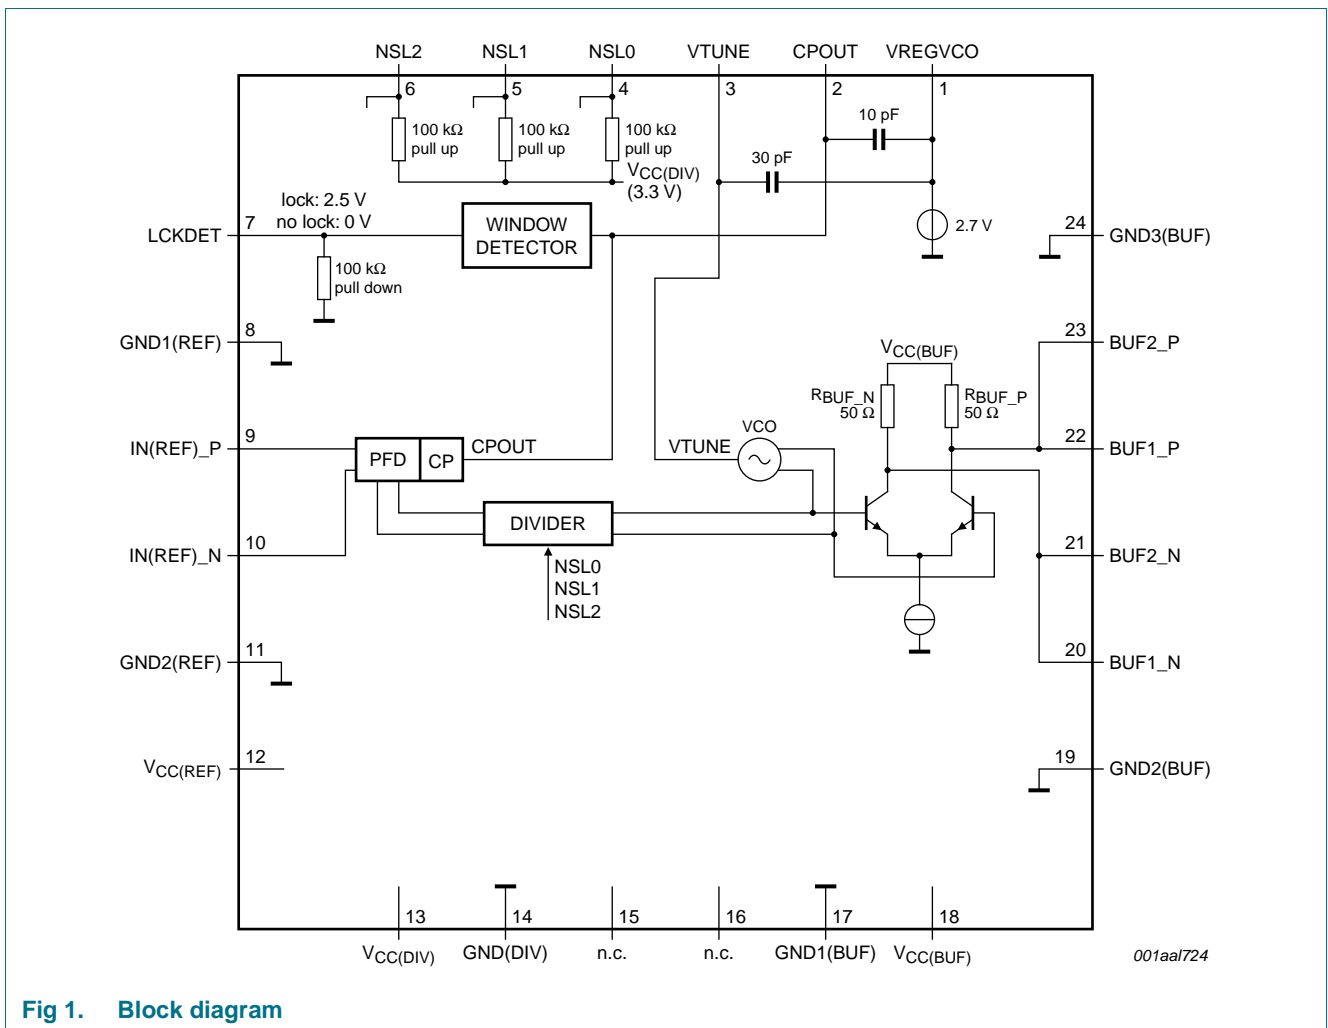 NSL2 NSL1 NSL0 VTUNE CPOUT VREGVCO
6 5 4 3 2 1
10 pF
100 kΩ
pull up
100 kΩ
pull up
100 kΩ
pull up
30 pF
VCC(DIV)
(3.3 V)
lock: 2.5 V
no lock: 0 V
LCKDET 7
WINDOW
DETECTOR
2.7 V
24 GND3(BUF)
100 kΩ
pull down
GND1(REF) 8
23 BUF2_P
VCC(BUF)
RBUF_N
50 Ω
RBUF_P
50 Ω
IN(REF)_P 9
PFD CP
CPOUT
VTUNE
VCO
22 BUF1_P
DIVIDER
IN(REF)_N 10
NSL0
NSL1
NSL2
21 BUF2_N
GND2(REF) 11
20 BUF1_N
VCC(REF) 12
19 GND2(BUF)
13 14 15 16 17 18
VCC(DIV) GND(DIV) n.c. n.c. GND1(BUF) VCC(BUF)
001aal724
Fig 1. Block diagram